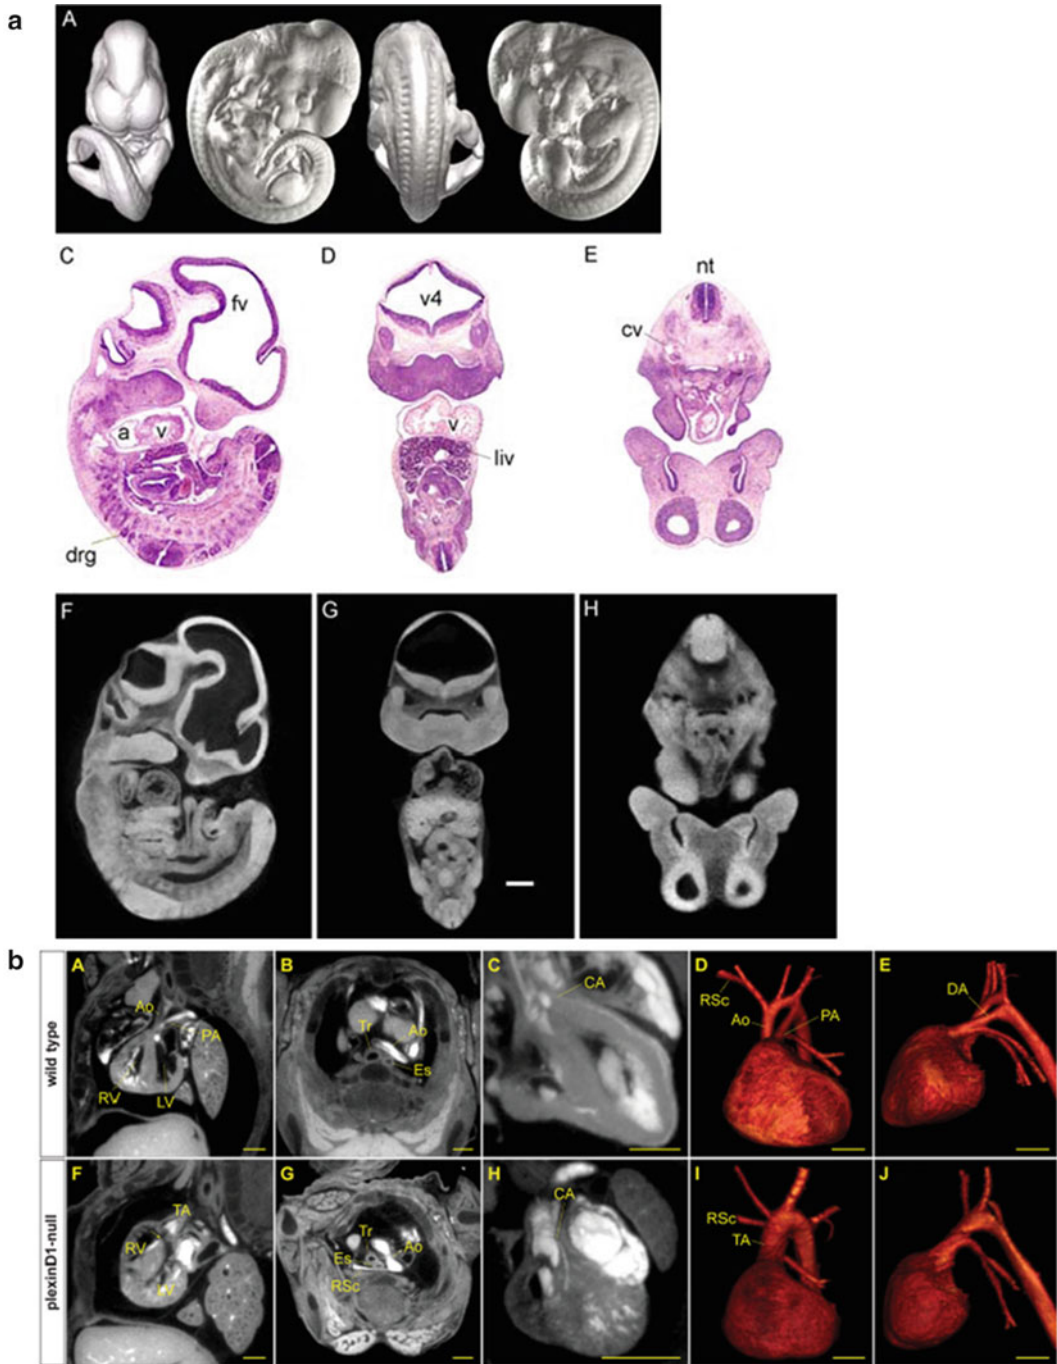 a
A
C
D
E
fv
v4
nt
cv
a
v
v
liv
drg
F
G
H
b
wild type
A
B
C
D
E
Ao
PA
RV
LV
Tr
Ao
Es
CA
RSc
Ao
PA
DA
plexinD1-null
F
G
H
I
J
TA
RV
LV
Tr
Es
Ao
RSc
CA
RSc
TA